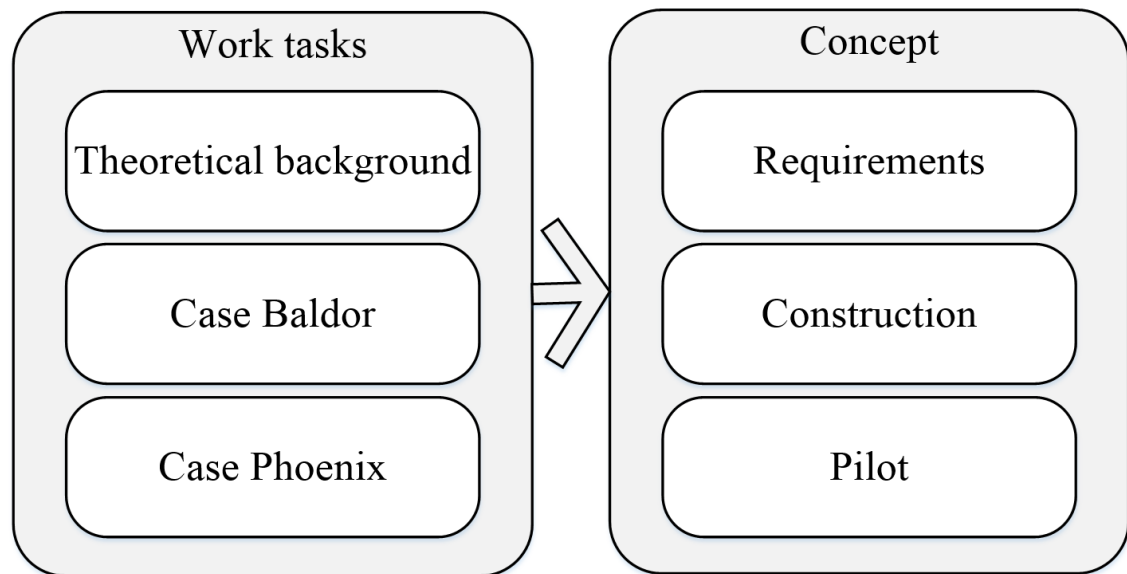 Work tasks
Theoretical background
Case Baldor
Case Phoenix
Concept
Requirements
Construction
Pilot